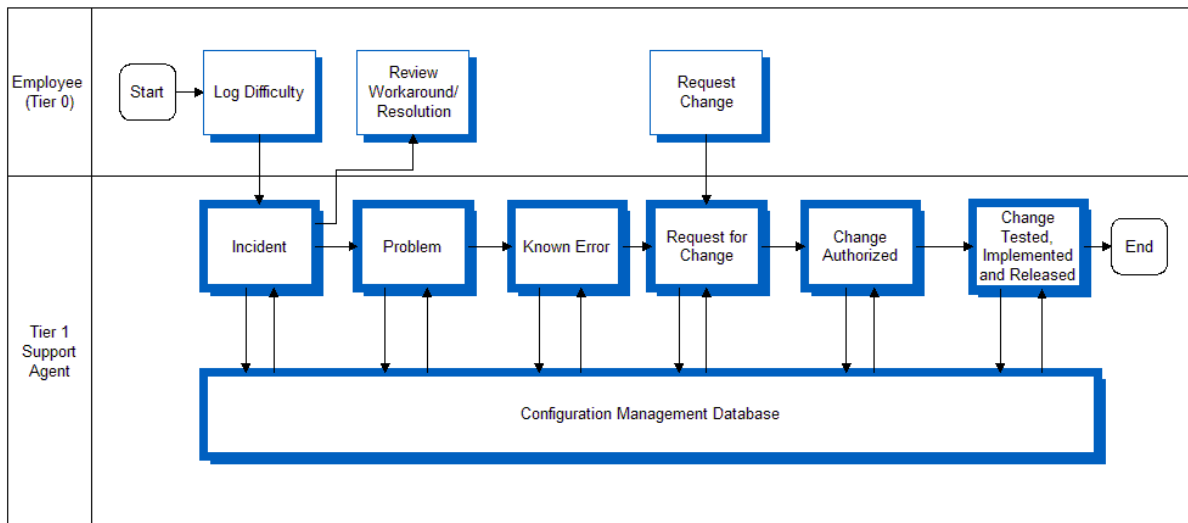 Employee
(Tier 0)
Start
Log Difficulty
Review
Workaround/
Resolution
Request
Change
Tier 1
Support
Agent
Incident
Problem
Known Error
Request for
Change
Change
Authorized
Change
Tested,
Implemented
and Released
End
Configuration Management Database